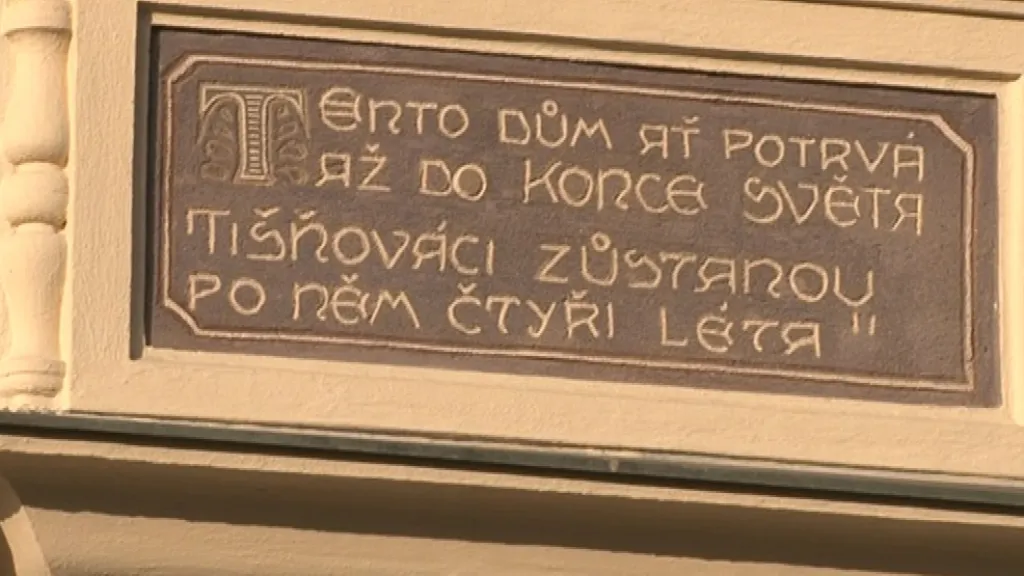 TENTO DŮM AŤ POTRVÁ
AŽ DO KONCE SVĚTA
TIŠŇOVÁCI ZŮSTANOU
PO NĚM ČTYŘI LÉTA "